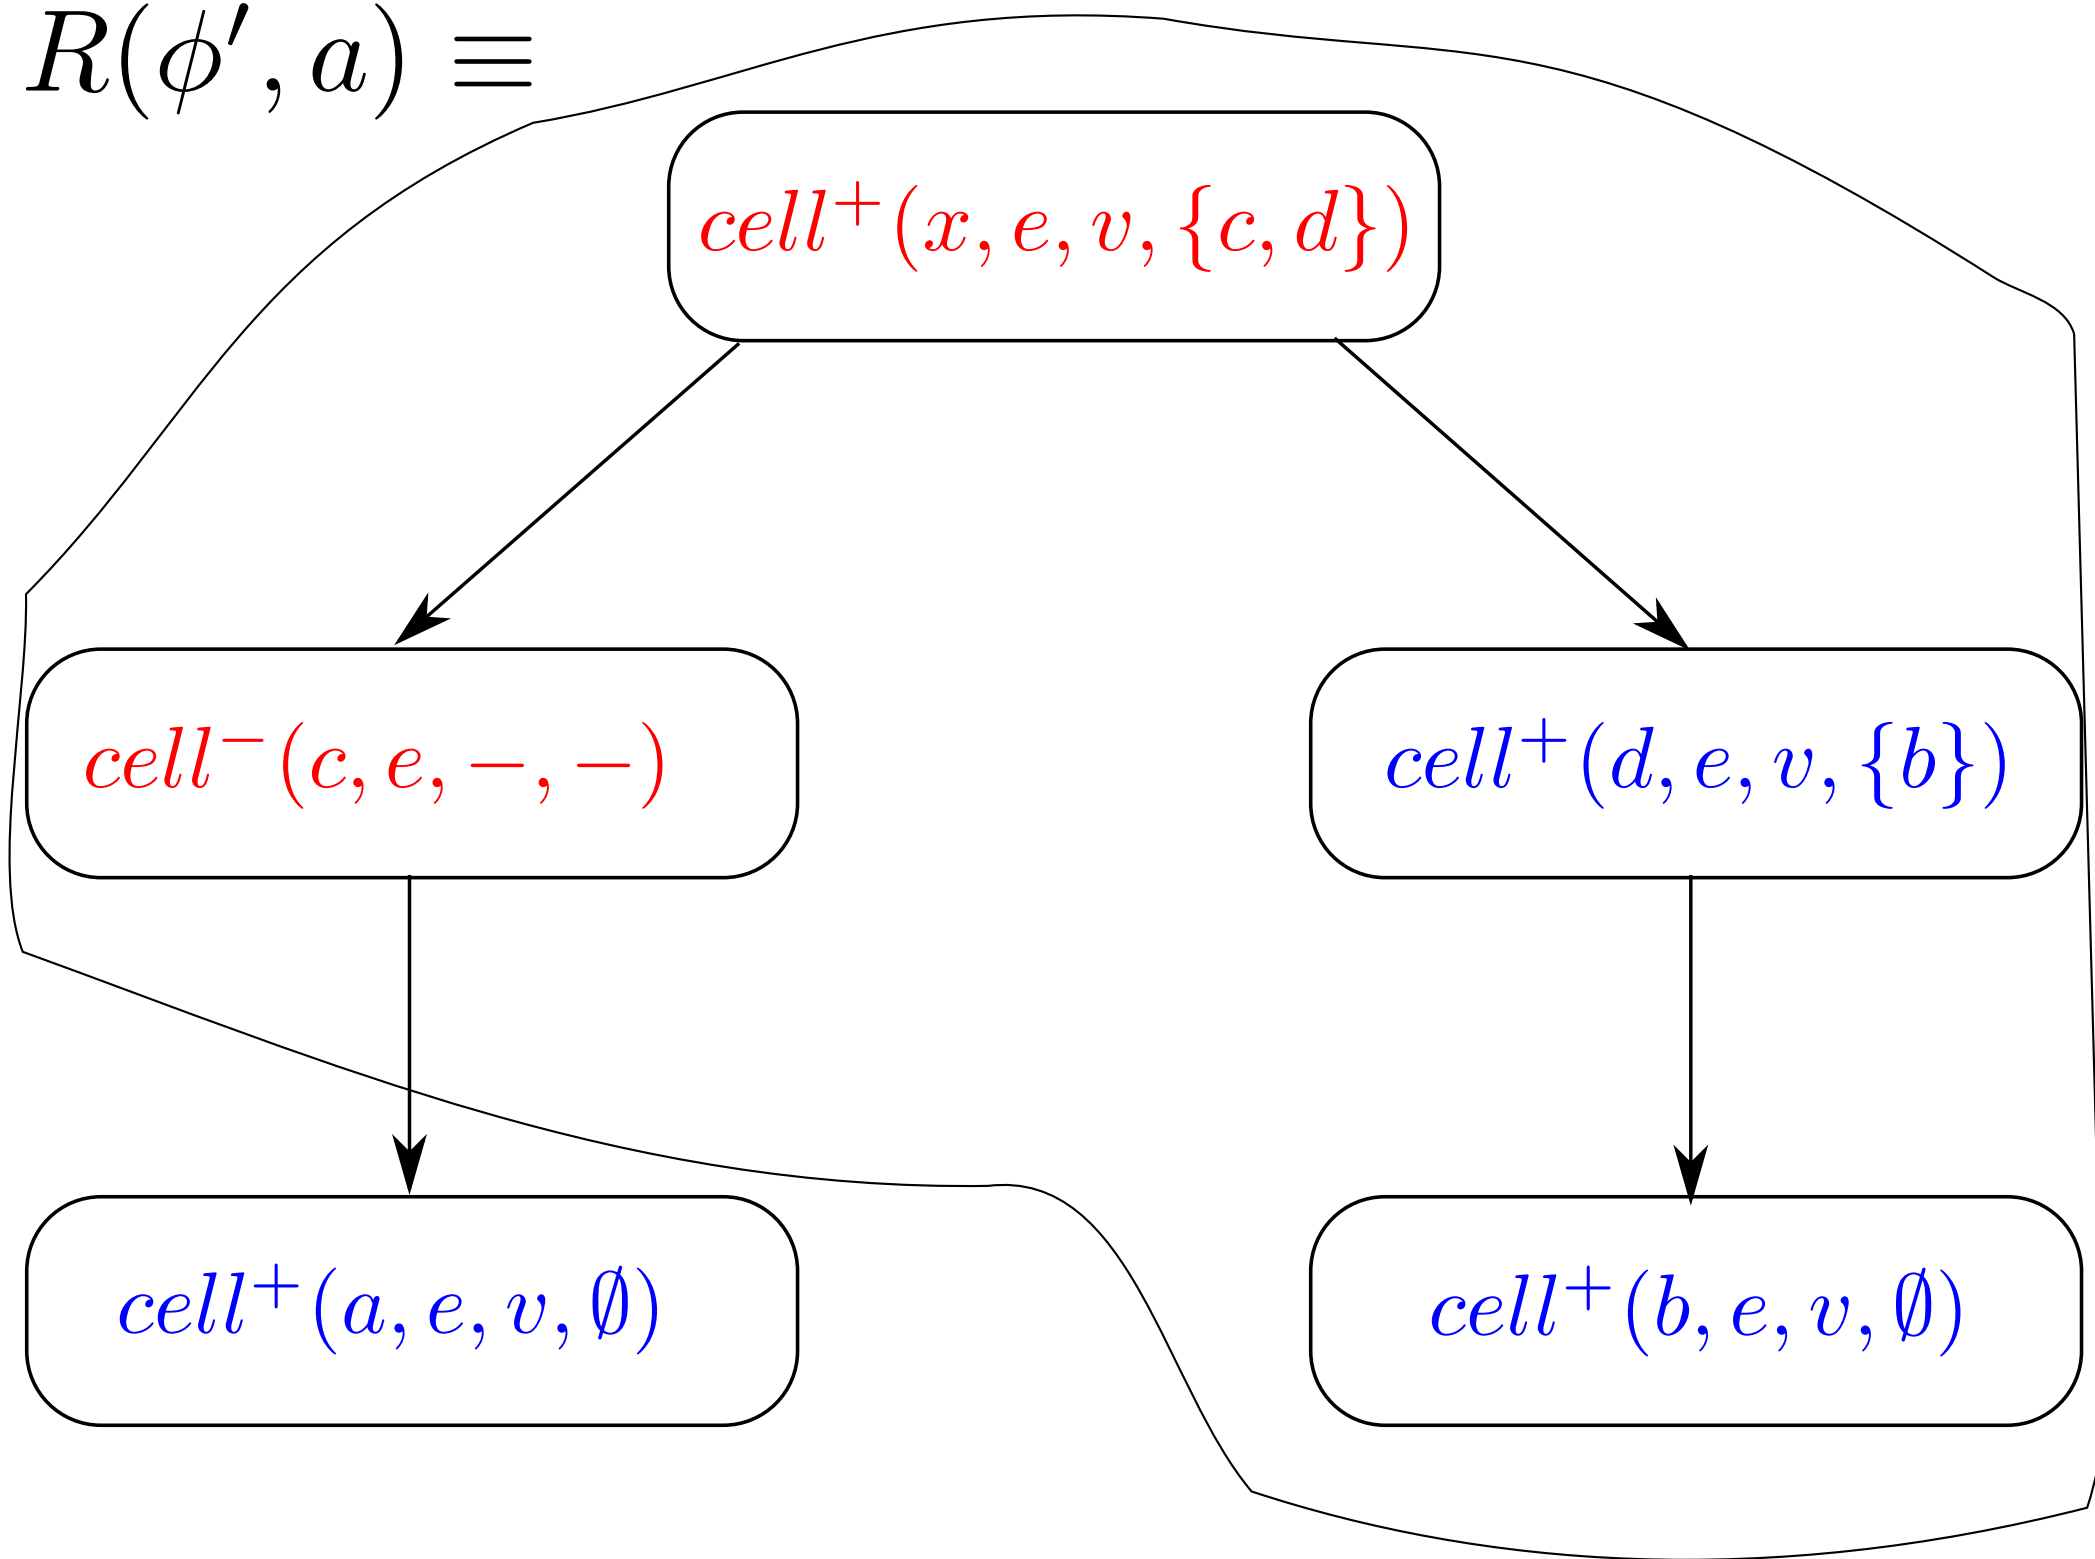 R(ϕ′, a) ≡
cell⁺(x, e, v, {c, d})
cell⁻(c, e, −, −)
cell⁺(d, e, v, {b})
cell⁺(a, e, v, ∅)
cell⁺(b, e, v, ∅)